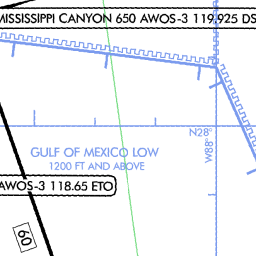 MISSISSIPPI CANYON 650 AWOS-3 119.925 DS
N28°
W88°
GULF OF MEXICO LOW
1200 FT AND ABOVE
AWOS-3 118.65 ETO
60